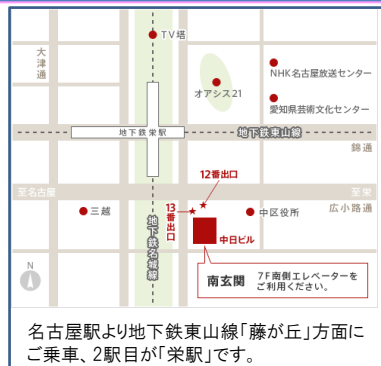 TV塔
大津通
NHK名古屋放送センター
オアシス21
愛知県芸術文化センター
地下鉄栄駅
地下鉄東山線
錦通
12番出口
至名古屋
至栄
13番出口
三越
中区役所
広小路通
地下鉄名城線
中日ビル
N
南玄関
7F南側エレベーターを
ご利用ください。
名古屋駅より地下鉄東山線「藤が丘」方面に
ご乗車、2駅目が「栄駅」です。